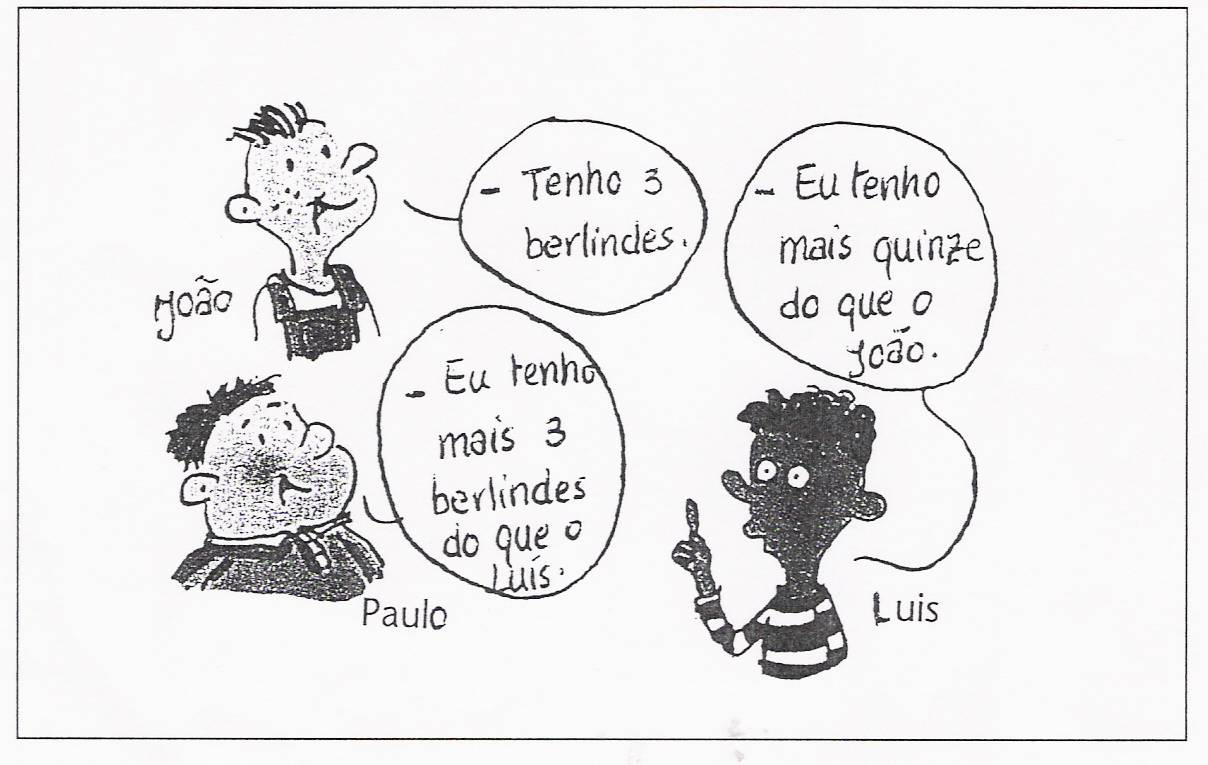 - Tenho 3
berlindes.
João
- Eu tenho
mais quinze
do que o
João.
- Eu tenho
mais 3
berlindes
do que o
Luís.
Paulo
Luis